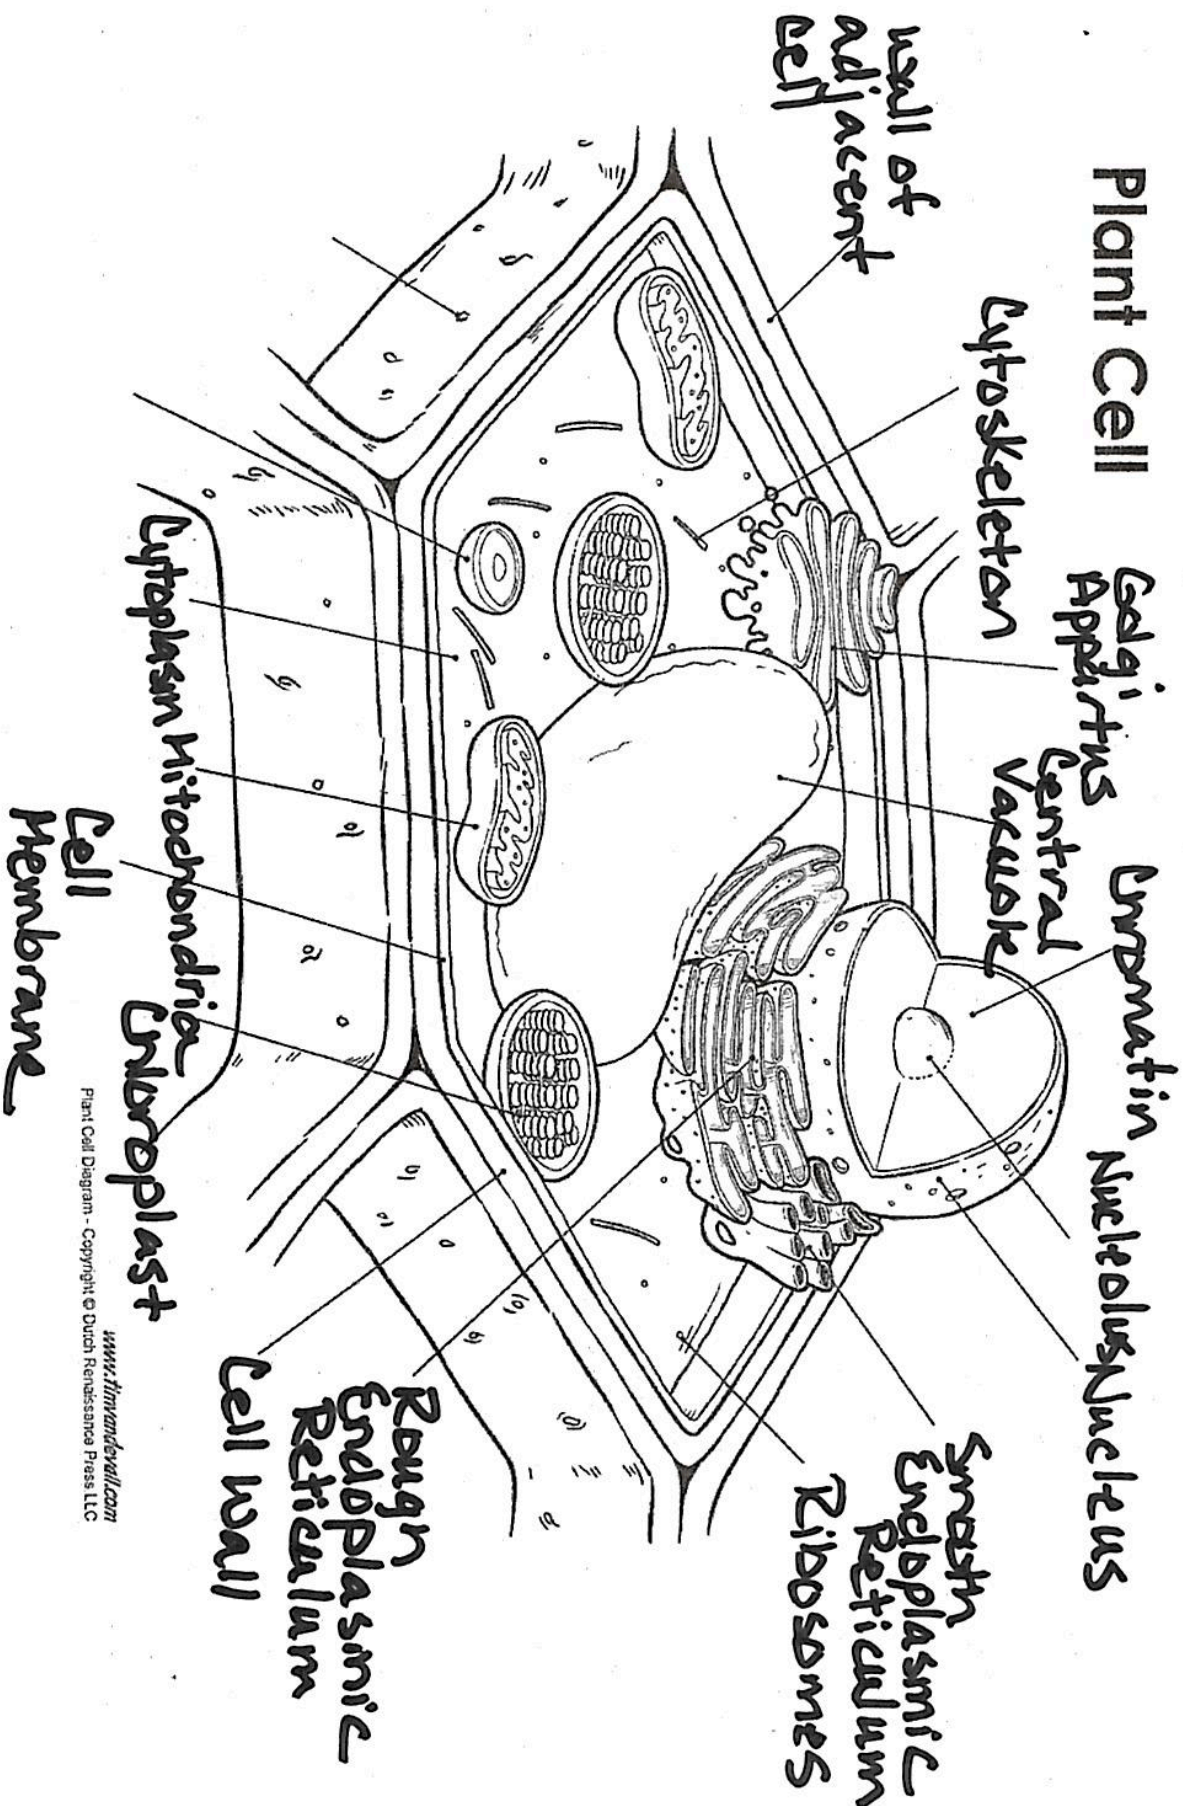 Plant Cell
Wall of
adjacent
Cell
Cytoskeleton
Golgi
Appartus
Central
Vacuole
Chromatin
Nucleolus
Nucleus
Smooth
Endoplasmic
Reticulum
Ribosomes
Rough
Endoplasmic
Reticulum
Cell Wall
Chloroplast
Cell
Membrane
Mitochondria
Cytoplasm
www.timvandevall.com
Plant Cell Diagram - Copyright © Dutch Renaissance Press LLC